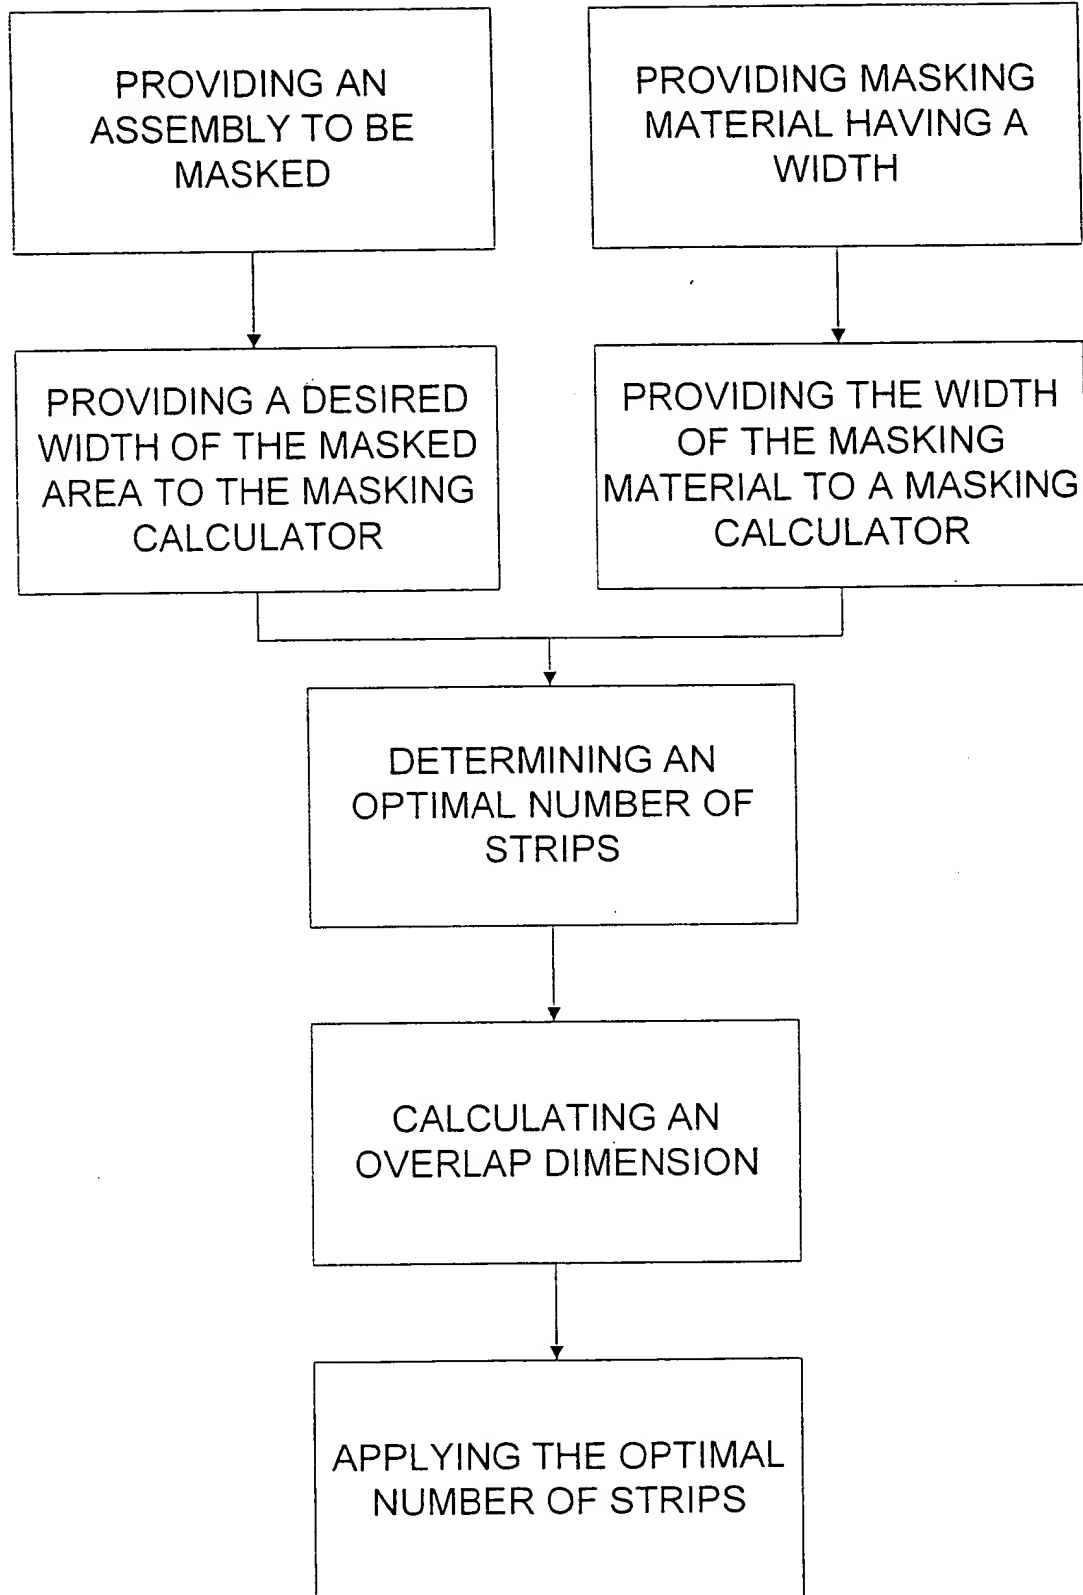 PROVIDING AN
ASSEMBLY TO BE
MASKED
PROVIDING MASKING
MATERIAL HAVING A
WIDTH
PROVIDING A DESIRED
WIDTH OF THE MASKED
AREA TO THE MASKING
CALCULATOR
PROVIDING THE WIDTH
OF THE MASKING
MATERIAL TO A MASKING
CALCULATOR
DETERMINING AN
OPTIMAL NUMBER OF
STRIPS
CALCULATING AN
OVERLAP DIMENSION
APPLYING THE OPTIMAL
NUMBER OF STRIPS